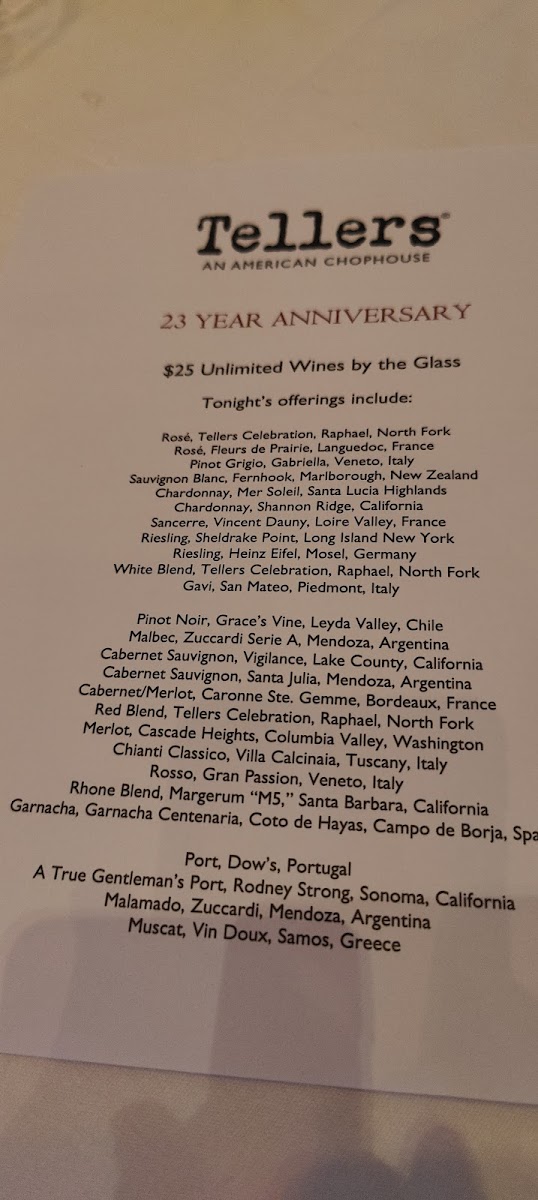 Tellers®
AN AMERICAN CHOPHOUSE
23 YEAR ANNIVERSARY
$25 Unlimited Wines by the Glass
Tonight's offerings include:
Rosé, Tellers Celebration, Raphael, North Fork
Rosé, Fleurs de Prairie, Languedoc, France
Pinot Grigio, Gabriella, Veneto, Italy
Sauvignon Blanc, Fernhook, Marlborough, New Zealand
Chardonnay, Mer Soleil, Santa Lucia Highlands
Chardonnay, Shannon Ridge, California
Sancerre, Vincent Dauny, Loire Valley, France
Riesling, Sheldrake Point, Long Island New York
Riesling, Heinz Eifel, Mosel, Germany
White Blend, Tellers Celebration, Raphael, North Fork
Gavi, San Mateo, Piedmont, Italy
Pinot Noir, Grace's Vine, Leyda Valley, Chile
Malbec, Zuccardi Serie A, Mendoza, Argentina
Cabernet Sauvignon, Vigilance, Lake County, California
Cabernet Sauvignon, Santa Julia, Mendoza, Argentina
Cabernet/Merlot, Caronne Ste. Gemme, Bordeaux, France
Red Blend, Tellers Celebration, Raphael, North Fork
Merlot, Cascade Heights, Columbia Valley, Washington
Chianti Classico, Villa Calcinaia, Tuscany, Italy
Rosso, Gran Passion, Veneto, Italy
Rhone Blend, Margerum “M5,” Santa Barbara, California
Garnacha, Garnacha Centenaria, Coto de Hayas, Campo de Borja, Spa
Port, Dow's, Portugal
A True Gentleman's Port, Rodney Strong, Sonoma, California
Malamado, Zuccardi, Mendoza, Argentina
Muscat, Vin Doux, Samos, Greece